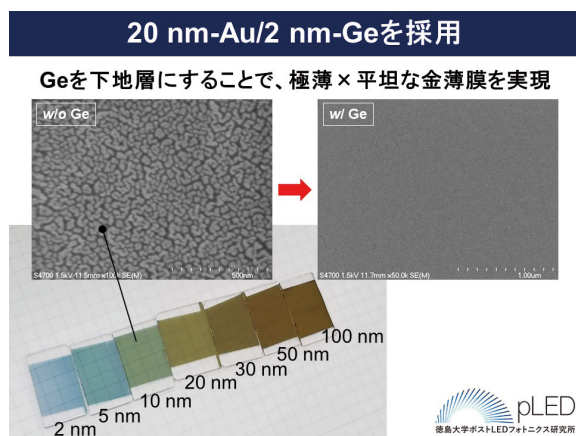 20 nm-Au/2 nm-Geを採用
Geを下地層にすることで、極薄×平坦な金薄膜を実現
w/o Ge
w/ Ge
S4700 1.5kV 11.5mm x100k SE(M)
500nm
S4700 1.5kV 11.7mm x50.0k SE(M)
1.00um
2 nm
5 nm
10 nm
20 nm
30 nm
50 nm
100 nm
pLED
徳島大学ポストLEDフォトニクス研究所